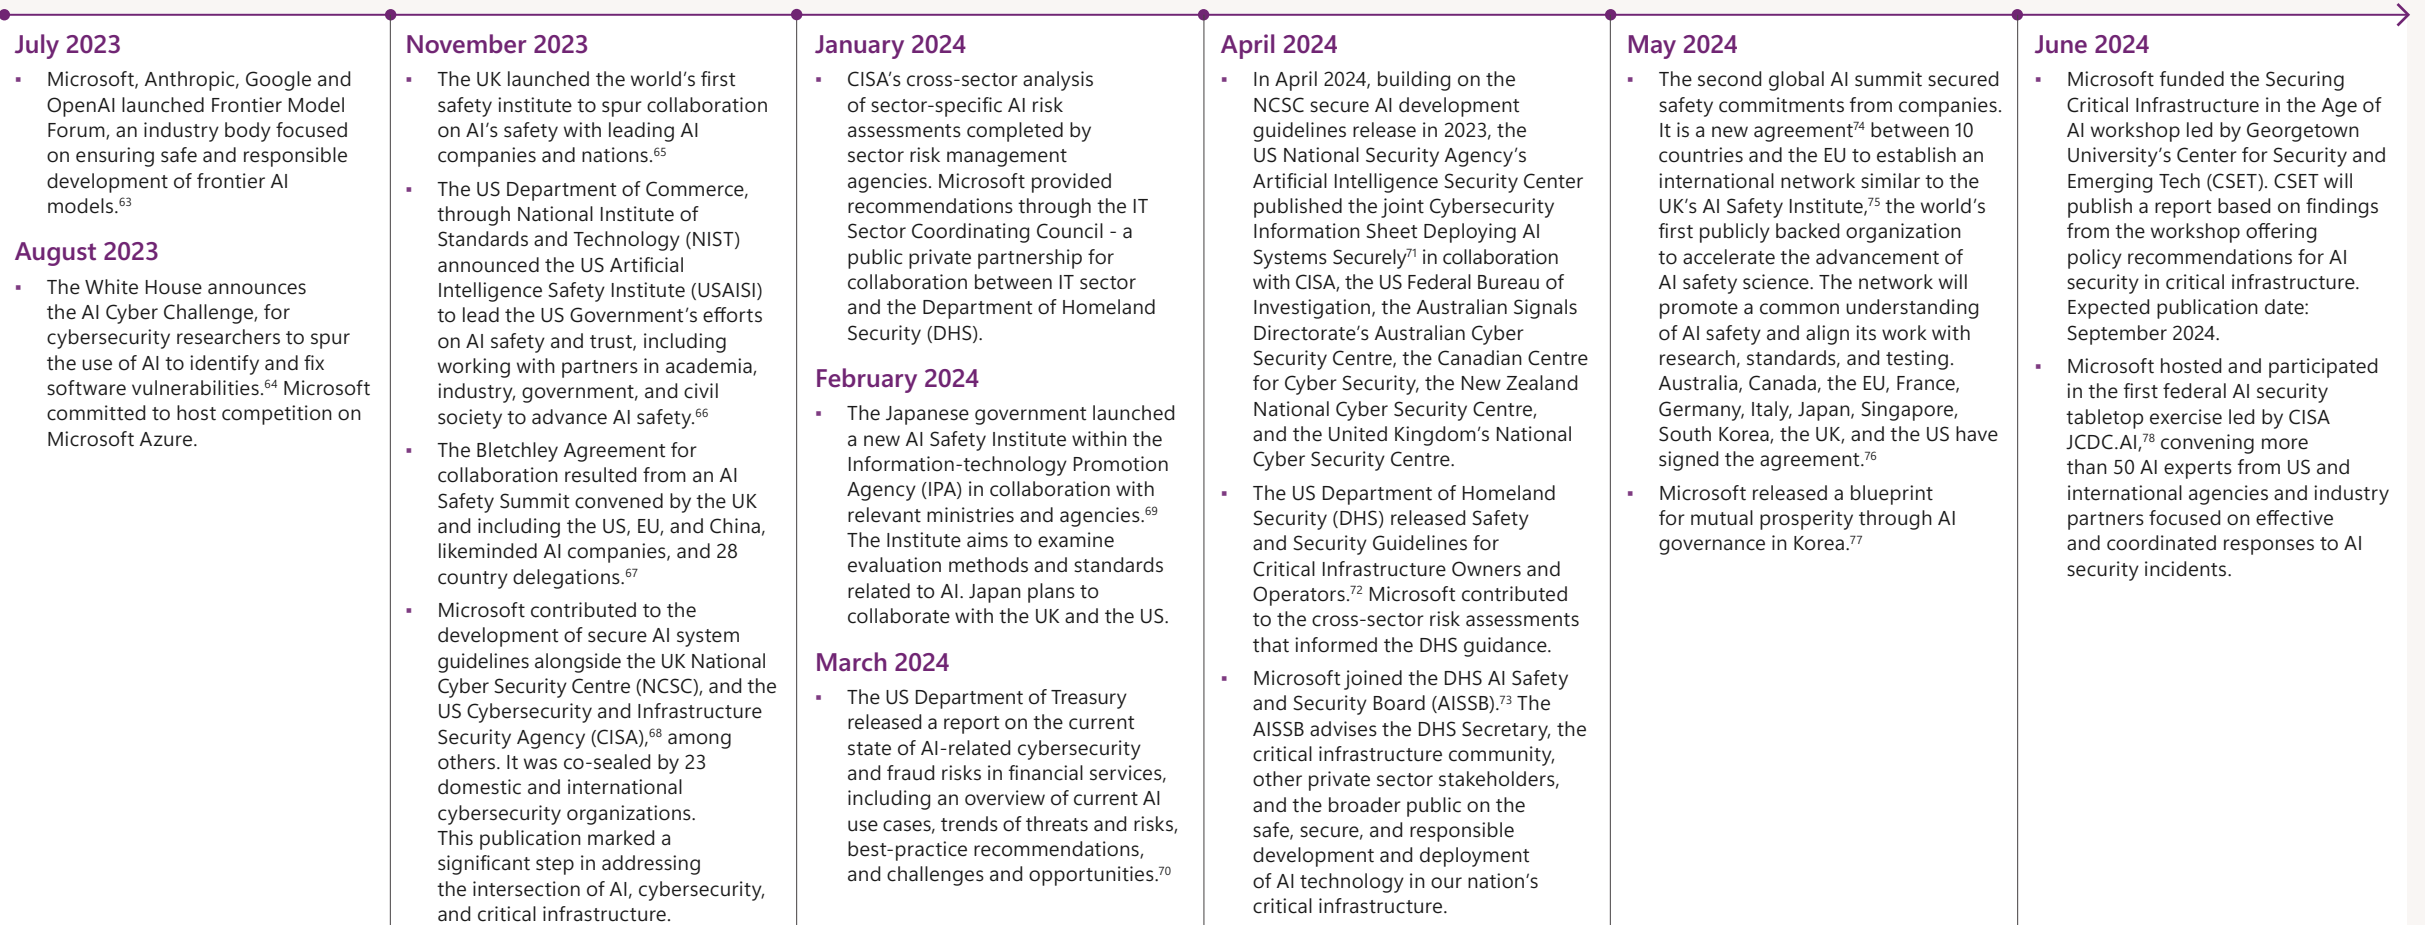 July 2023
▪ Microsoft, Anthropic, Google and
OpenAI launched Frontier Model
Forum, an industry body focused
on ensuring safe and responsible
development of frontier AI
models.63
August 2023
▪ The White House announces
the AI Cyber Challenge, for
cybersecurity researchers to spur
the use of AI to identify and fix
software vulnerabilities.64 Microsoft
committed to host competition on
Microsoft Azure.
November 2023
▪ The UK launched the world's first
safety institute to spur collaboration
on AI's safety with leading AI
companies and nations.65
▪ The US Department of Commerce,
through National Institute of
Standards and Technology (NIST)
announced the US Artificial
Intelligence Safety Institute (USAISI)
to lead the US Government's efforts
on AI safety and trust, including
working with partners in academia,
industry, government, and civil
society to advance AI safety.66
▪ The Bletchley Agreement for
collaboration resulted from an AI
Safety Summit convened by the UK
and including the US, EU, and China,
likeminded AI companies, and 28
country delegations.67
▪ Microsoft contributed to the
development of secure AI system
guidelines alongside the UK National
Cyber Security Centre (NCSC), and the
US Cybersecurity and Infrastructure
Security Agency (CISA),68 among
others. It was co-sealed by 23
domestic and international
cybersecurity organizations.
This publication marked a
significant step in addressing
the intersection of AI, cybersecurity,
and critical infrastructure.
January 2024
▪ CISA's cross-sector analysis
of sector-specific AI risk
assessments completed by
sector risk management
agencies. Microsoft provided
recommendations through the IT
Sector Coordinating Council - a
public private partnership for
collaboration between IT sector
and the Department of Homeland
Security (DHS).
February 2024
▪ The Japanese government launched
a new AI Safety Institute within the
Information-technology Promotion
Agency (IPA) in collaboration with
relevant ministries and agencies.69
The Institute aims to examine
evaluation methods and standards
related to AI. Japan plans to
collaborate with the UK and the US.
March 2024
▪ The US Department of Treasury
released a report on the current
state of AI-related cybersecurity
and fraud risks in financial services,
including an overview of current AI
use cases, trends of threats and risks,
best-practice recommendations,
and challenges and opportunities.70
April 2024
▪ In April 2024, building on the
NCSC secure AI development
guidelines release in 2023, the
US National Security Agency's
Artificial Intelligence Security Center
published the joint Cybersecurity
Information Sheet Deploying AI
Systems Securely71 in collaboration
with CISA, the US Federal Bureau of
Investigation, the Australian Signals
Directorate's Australian Cyber
Security Centre, the Canadian Centre
for Cyber Security, the New Zealand
National Cyber Security Centre,
and the United Kingdom's National
Cyber Security Centre.
▪ The US Department of Homeland
Security (DHS) released Safety
and Security Guidelines for
Critical Infrastructure Owners and
Operators.72 Microsoft contributed
to the cross-sector risk assessments
that informed the DHS guidance.
▪ Microsoft joined the DHS AI Safety
and Security Board (AISSB).73 The
AISSB advises the DHS Secretary, the
critical infrastructure community,
other private sector stakeholders,
and the broader public on the
safe, secure, and responsible
development and deployment
of AI technology in our nation's
critical infrastructure.
May 2024
▪ The second global AI summit secured
safety commitments from companies.
It is a new agreement74 between 10
countries and the EU to establish an
international network similar to the
UK's AI Safety Institute,75 the world's
first publicly backed organization
to accelerate the advancement of
AI safety science. The network will
promote a common understanding
of AI safety and align its work with
research, standards, and testing.
Australia, Canada, the EU, France,
Germany, Italy, Japan, Singapore,
South Korea, the UK, and the US have
signed the agreement.76
▪ Microsoft released a blueprint
for mutual prosperity through AI
governance in Korea.77
June 2024
▪ Microsoft funded the Securing
Critical Infrastructure in the Age of
AI workshop led by Georgetown
University's Center for Security and
Emerging Tech (CSET). CSET will
publish a report based on findings
from the workshop offering
policy recommendations for AI
security in critical infrastructure.
Expected publication date:
September 2024.
▪ Microsoft hosted and participated
in the first federal AI security
tabletop exercise led by CISA
JCDC.AI,78 convening more
than 50 AI experts from US and
international agencies and industry
partners focused on effective
and coordinated responses to AI
security incidents.